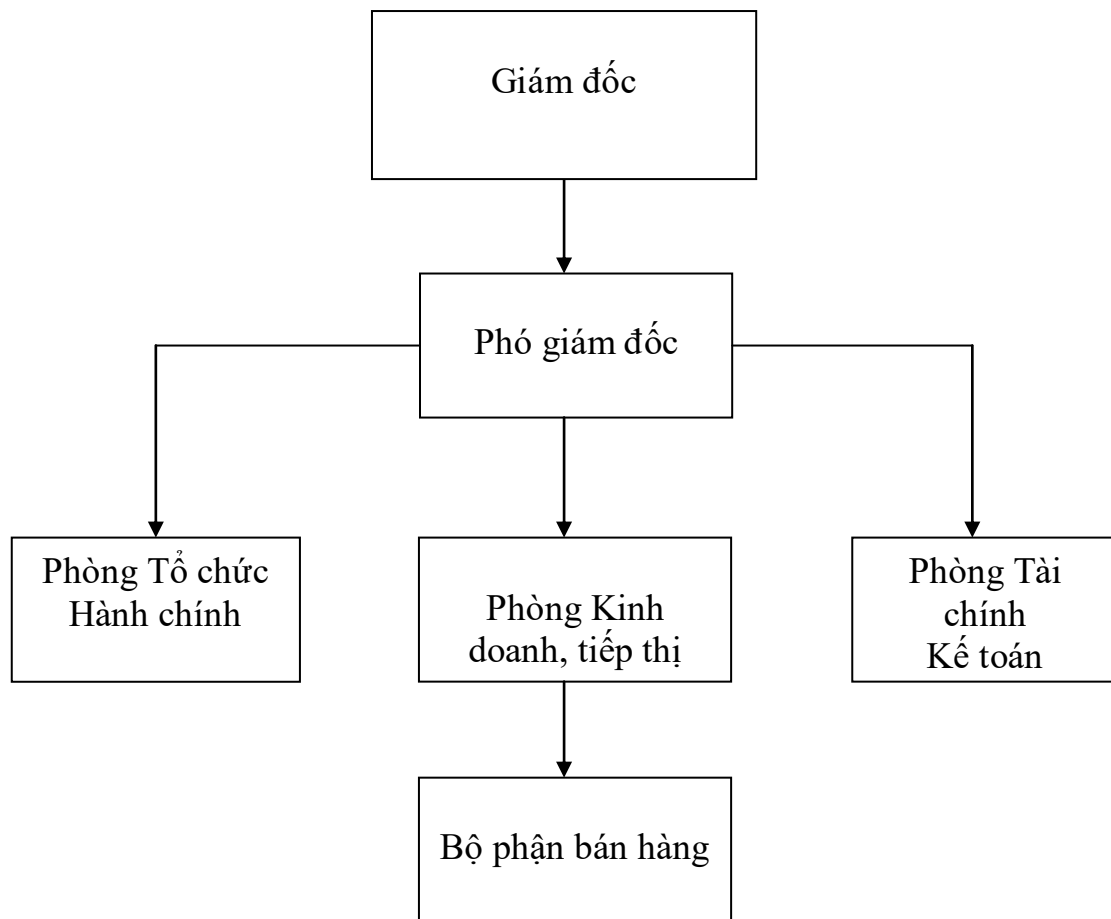 Giám đốc
Phó giám đốc
Phòng Tổ chức
Hành chính
Phòng Kinh
doanh, tiếp thị
Phòng Tài
chính
Kế toán
Bộ phận bán hàng